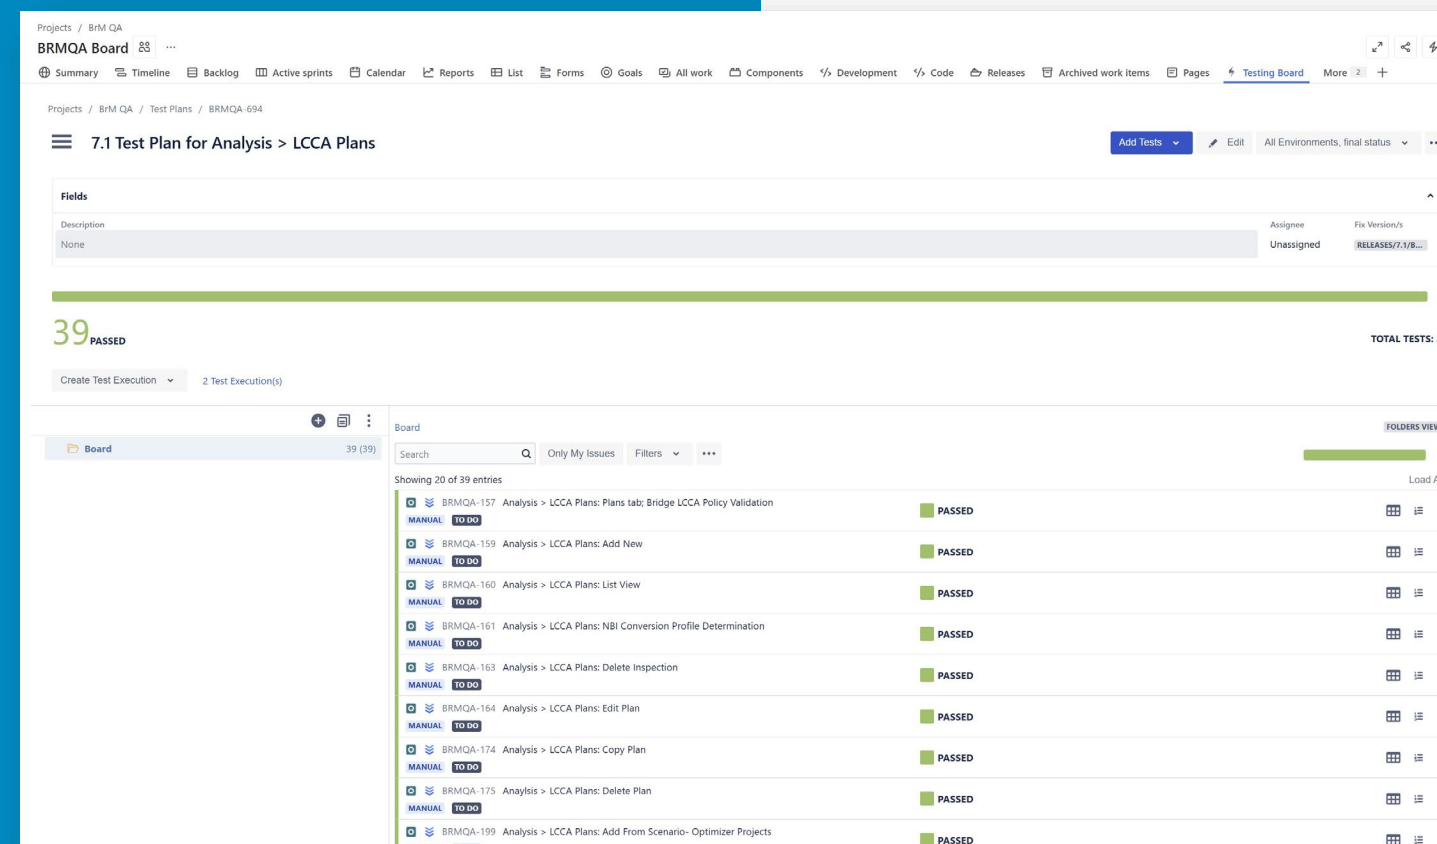 Projects / BrM QA
BRMQA Board ...
Summary Timeline Backlog Active sprints Calendar Reports List Forms Goals All work Components Development Code Releases Archived work items Pages Testing Board More 2
Projects / BrM QA / Test Plans / BRMQA-694
7.1 Test Plan for Analysis > LCCA Plans
Add Tests Edit All Environments, final status
Fields
Description Assignee Fix Version/s
None Unassigned RELEASES/7.1/B...
39 PASSED
TOTAL TESTS:
Create Test Execution 2 Test Execution(s)
Board 39 (39)
Board FOLDERS VIEW
Search Only My Issues Filters
Showing 20 of 39 entries Load
BRMQA-157 Analysis > LCCA Plans: Plans tab; Bridge LCCA Policy Validation
MANUAL TO DO
PASSED
BRMQA-159 Analysis > LCCA Plans: Add New
MANUAL TO DO
PASSED
BRMQA-160 Analysis > LCCA Plans: List View
MANUAL TO DO
PASSED
BRMQA-161 Analysis > LCCA Plans: NBI Conversion Profile Determination
MANUAL TO DO
PASSED
BRMQA-163 Analysis > LCCA Plans: Delete Inspection
MANUAL TO DO
PASSED
BRMQA-164 Analysis > LCCA Plans: Edit Plan
MANUAL TO DO
PASSED
BRMQA-174 Analysis > LCCA Plans: Copy Plan
MANUAL TO DO
PASSED
BRMQA-175 Anaylsis > LCCA Plans: Delete Plan
MANUAL TO DO
PASSED
BRMQA-199 Analysis > LCCA Plans: Add From Scenario- Optimizer Projects
PASSED